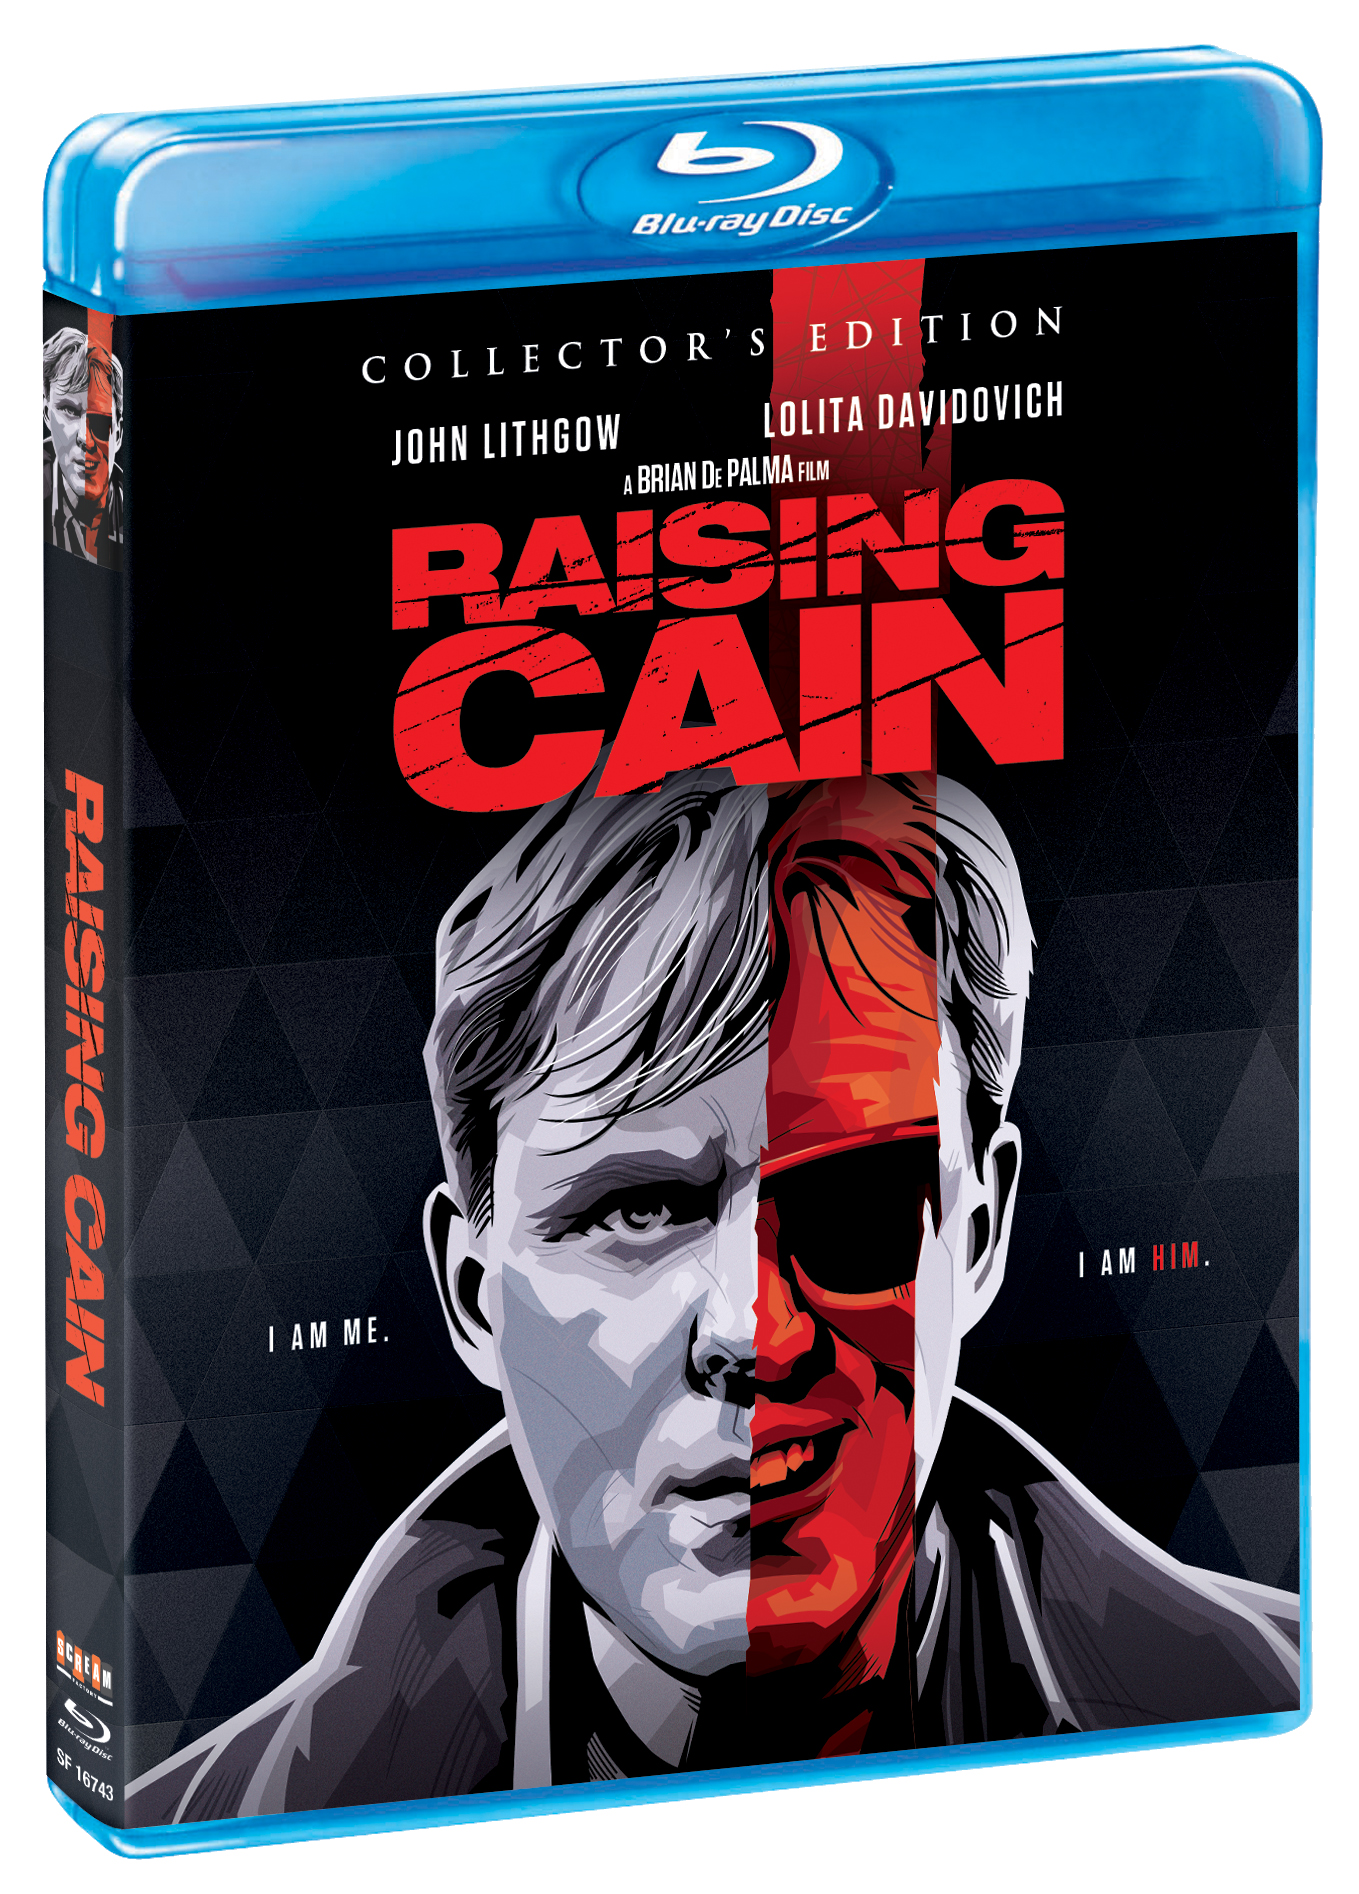 Blu-ray Disc
COLLECTOR'S EDITION
JOHN LITHGOW
LOLITA DAVIDOVICH
A BRIAN DE PALMA FILM
RAISING
CAIN
I AM ME.
I AM HIM.
RAISING CAIN
SCREAM
FACTORY
Blu-ray Disc
SF 16743